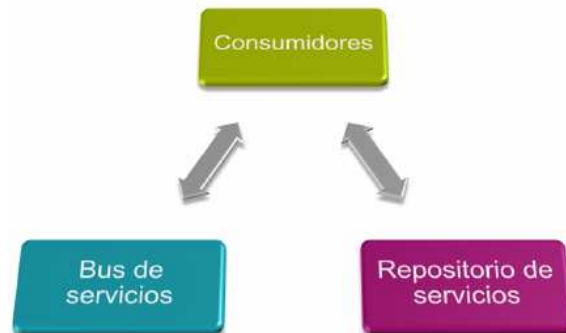 Consumidores
Bus de
servicios
Repositorio de
servicios